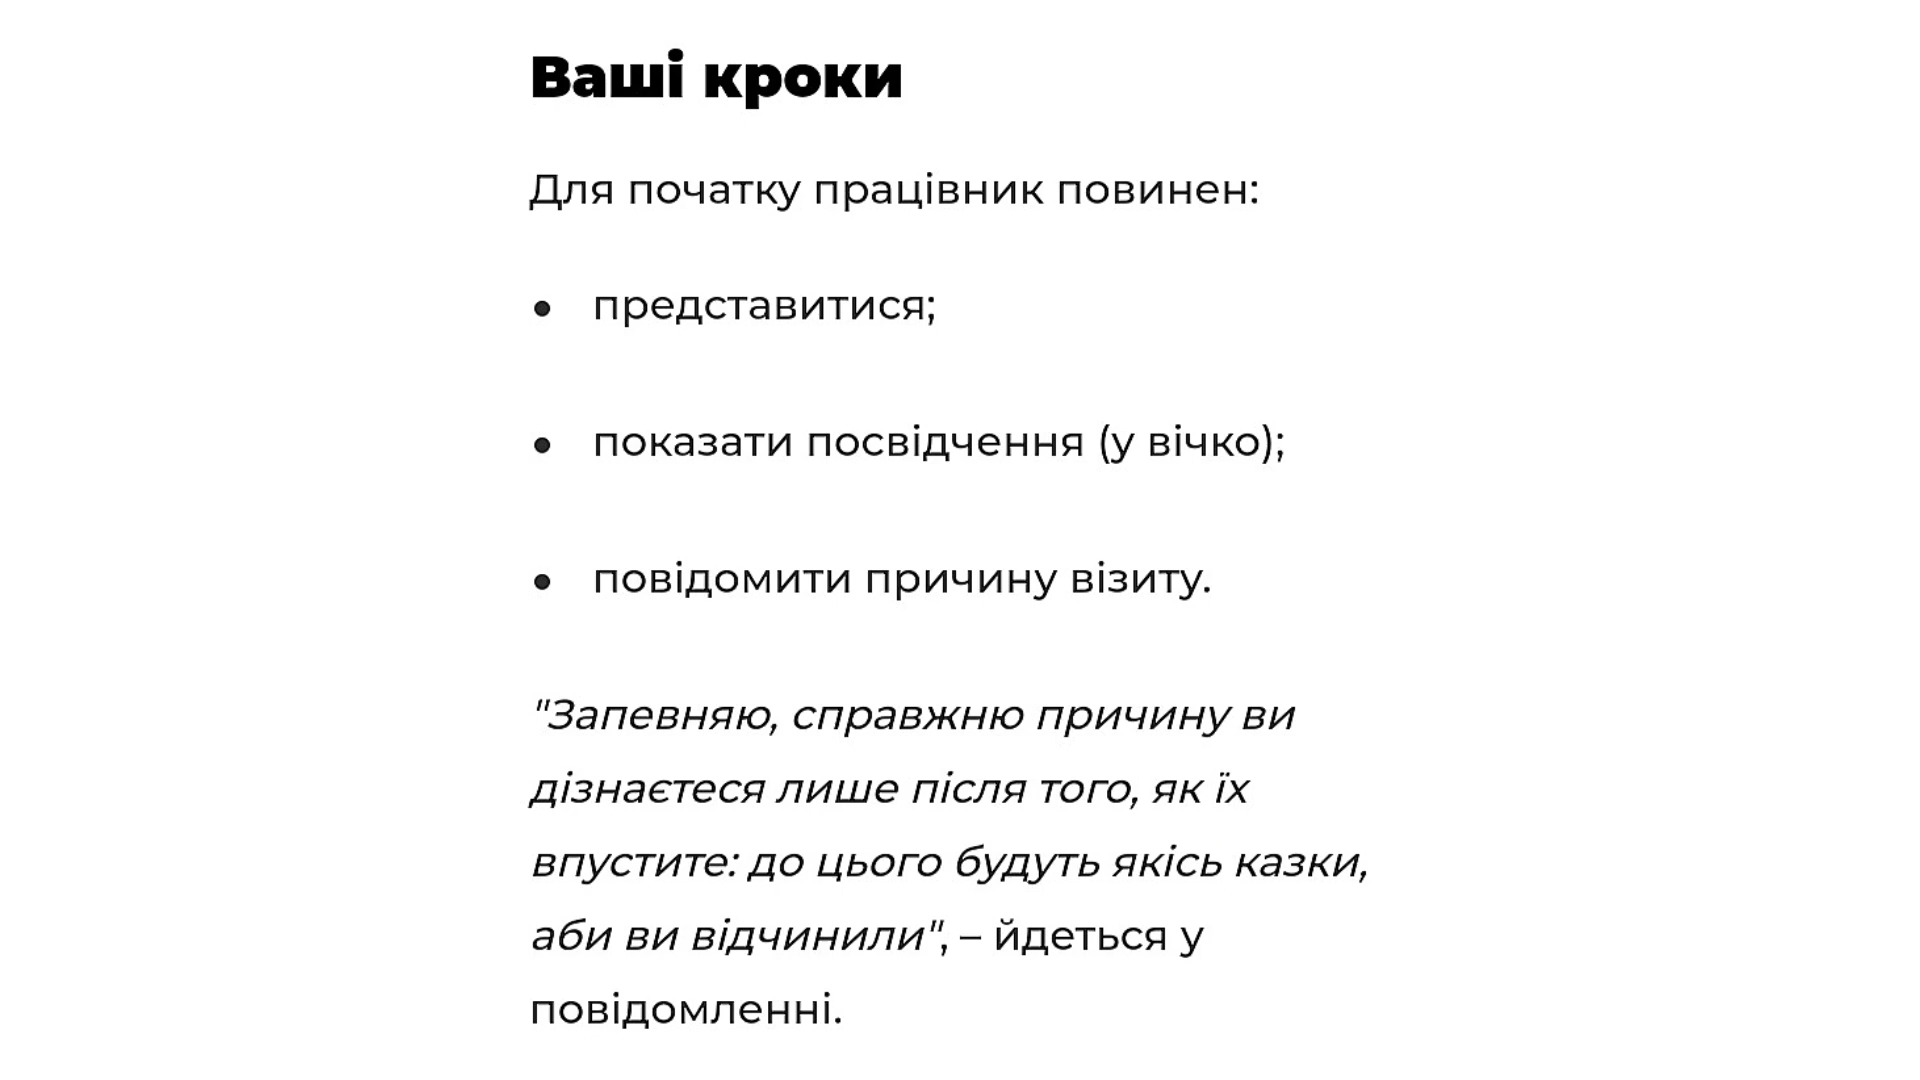 Ваші кроки
Для початку працівник повинен:
● представитися;
● показати посвідчення (у вічко);
● повідомити причину візиту.
"Запевняю, справжню причину ви
дізнаєтеся лише після того, як їх
впустите: до цього будуть якісь казки,
аби ви відчинили", – йдеться у
повідомленні.